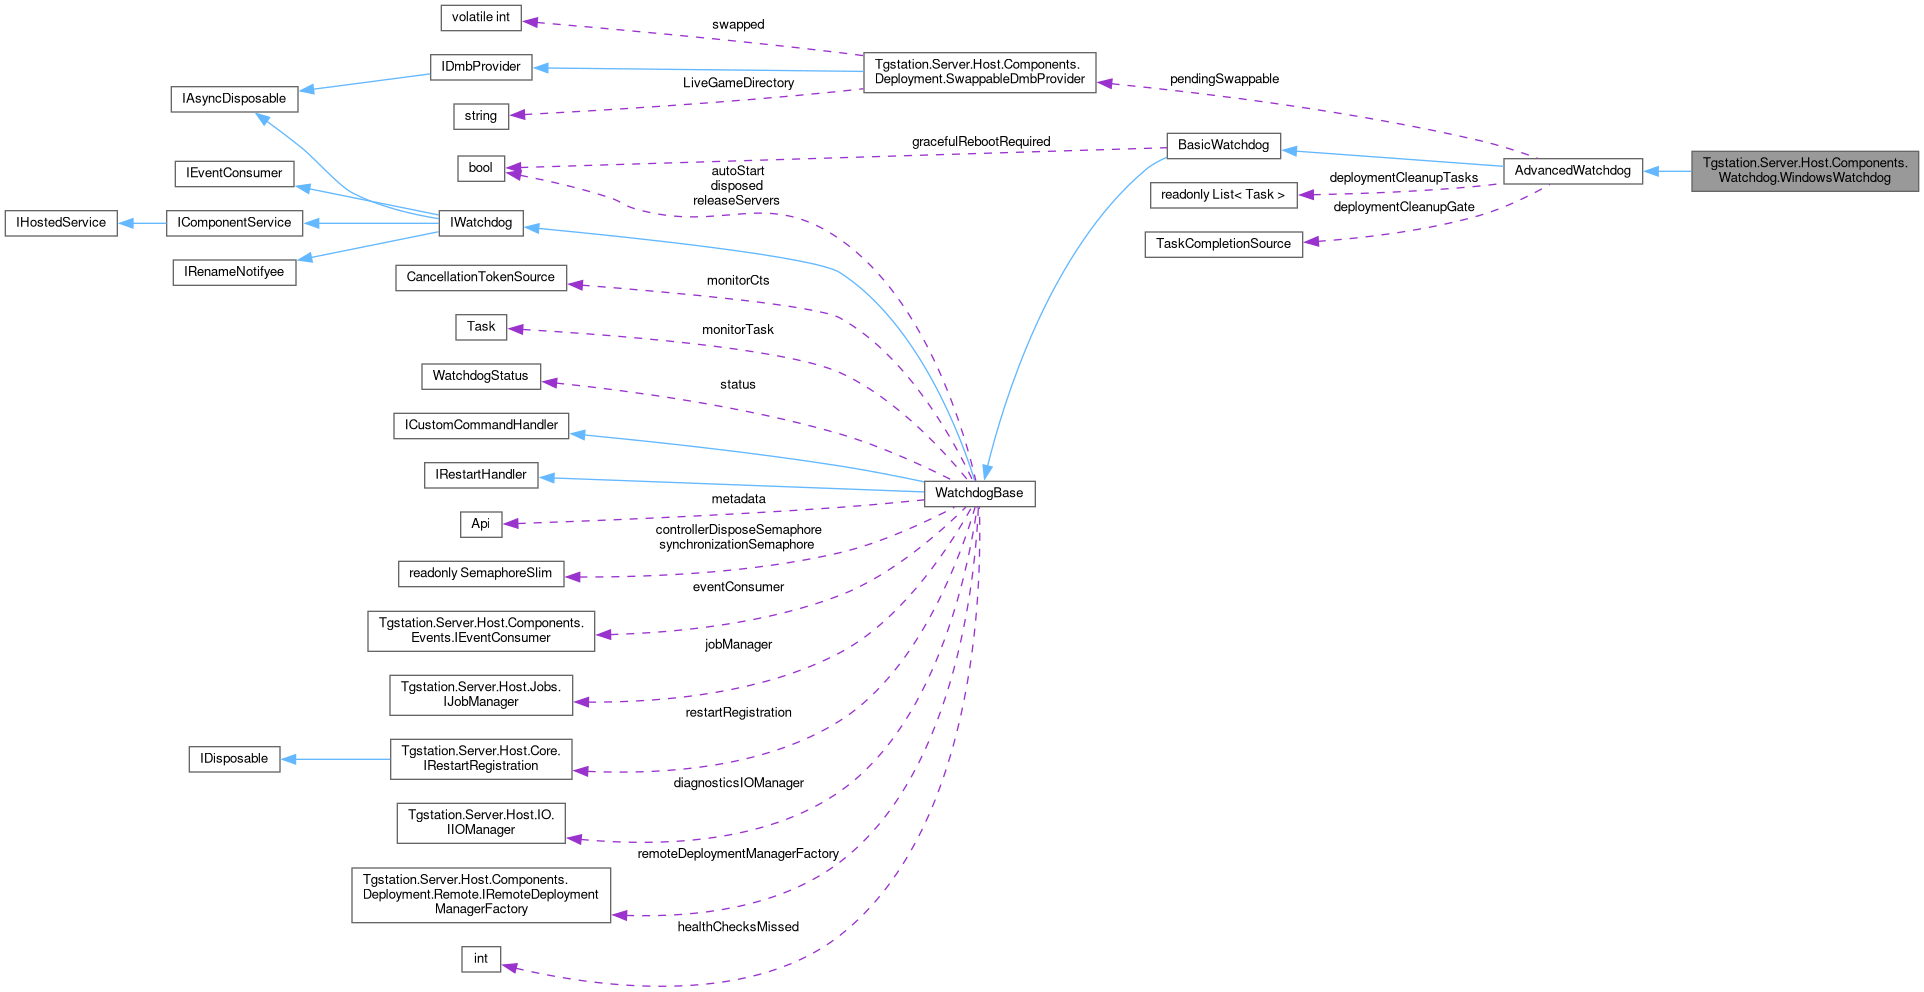 volatile int
swapped
IDmbProvider
Tgstation.Server.Host.Components.
Deployment.SwappableDmbProvider
pendingSwappable
LiveGameDirectory
IAsyncDisposable
string
gracefulRebootRequired
BasicWatchdog
bool
IEventConsumer
autoStart
disposed
releaseServers
AdvancedWatchdog
Tgstation.Server.Host.Components.
Watchdog.WindowsWatchdog
deploymentCleanupTasks
readonly List< Task >
deploymentCleanupGate
IHostedService
IComponentService
IWatchdog
TaskCompletionSource
IRenameNotifyee
CancellationTokenSource
monitorCts
Task
monitorTask
WatchdogStatus
status
ICustomCommandHandler
IRestartHandler
WatchdogBase
metadata
Api
controllerDisposeSemaphore
synchronizationSemaphore
readonly SemaphoreSlim
eventConsumer
Tgstation.Server.Host.Components.
Events.IEventConsumer
jobManager
Tgstation.Server.Host.Jobs.
IJobManager
restartRegistration
IDisposable
Tgstation.Server.Host.Core.
IRestartRegistration
diagnosticsIOManager
Tgstation.Server.Host.IO.
IIOManager
remoteDeploymentManagerFactory
Tgstation.Server.Host.Components.
Deployment.Remote.IRemoteDeployment
ManagerFactory
healthChecksMissed
int